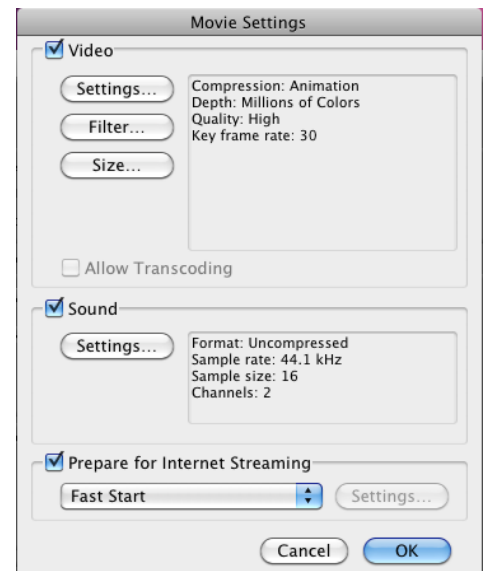 Movie Settings
Video
Settings...
Compression: Animation
Depth: Millions of Colors
Quality: High
Key frame rate: 30
Filter...
Size...
Allow Transcoding
Sound
Settings...
Format: Uncompressed
Sample rate: 44.1 kHz
Sample size: 16
Channels: 2
Prepare for Internet Streaming
Fast Start
Settings...
Cancel
OK